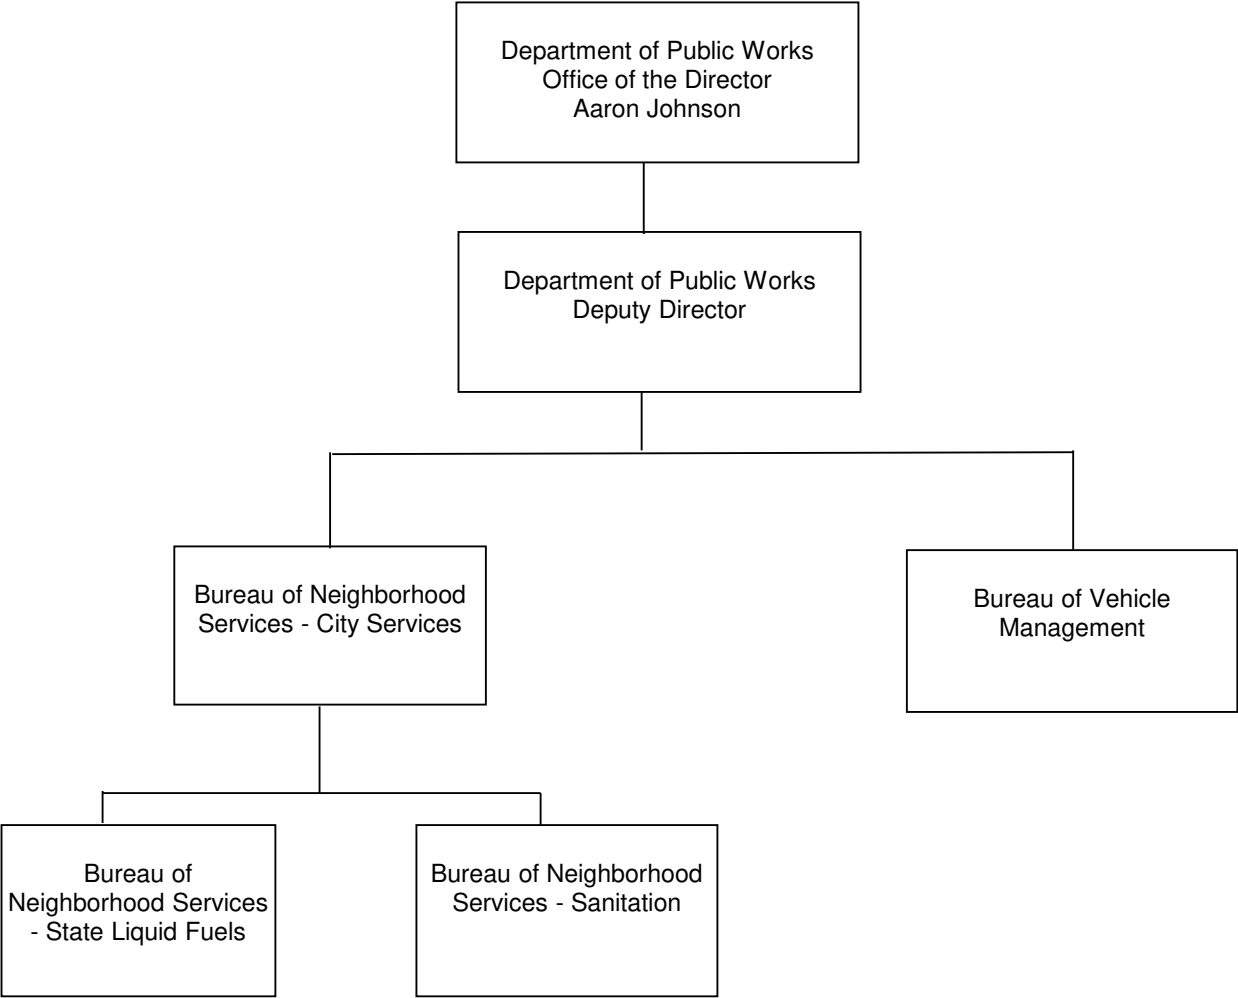 Department of Public Works
Office of the Director
Aaron Johnson
Department of Public Works
Deputy Director
Bureau of Neighborhood
Services - City Services
Bureau of Vehicle
Management
Bureau of
Neighborhood Services
- State Liquid Fuels
Bureau of Neighborhood
Services - Sanitation